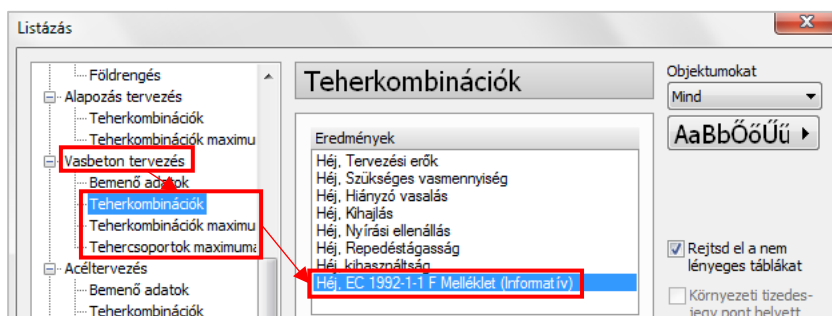 Listázás
Földrengés
Alapozás tervezés
Teherkombinációk
Teherkombinációk maximu
Vasbeton tervezés
Bemenő adatok
Teherkombinációk
Teherkombinációk maximu
Tehercsoportok maximuma
Acéltervezés
Bemenő adatok
Teherkombinációk
Teherkombinációk
Eredmények
Héj, Tervezési erők
Héj, Szükséges vasmennyiség
Héj, Hiányzó vasalás
Héj, Kihajlás
Héj, Nyírási ellenállás
Héj, Repedéstágasság
Héj, kihasználtság
Héj, EC 1992-1-1 F Melléklet (Informatív)
Objektumokat
Mind
AaBbŐőŰű
Rejtsd el a nem
lényeges táblákat
Környezeti tizedes-
jegy pont helyett